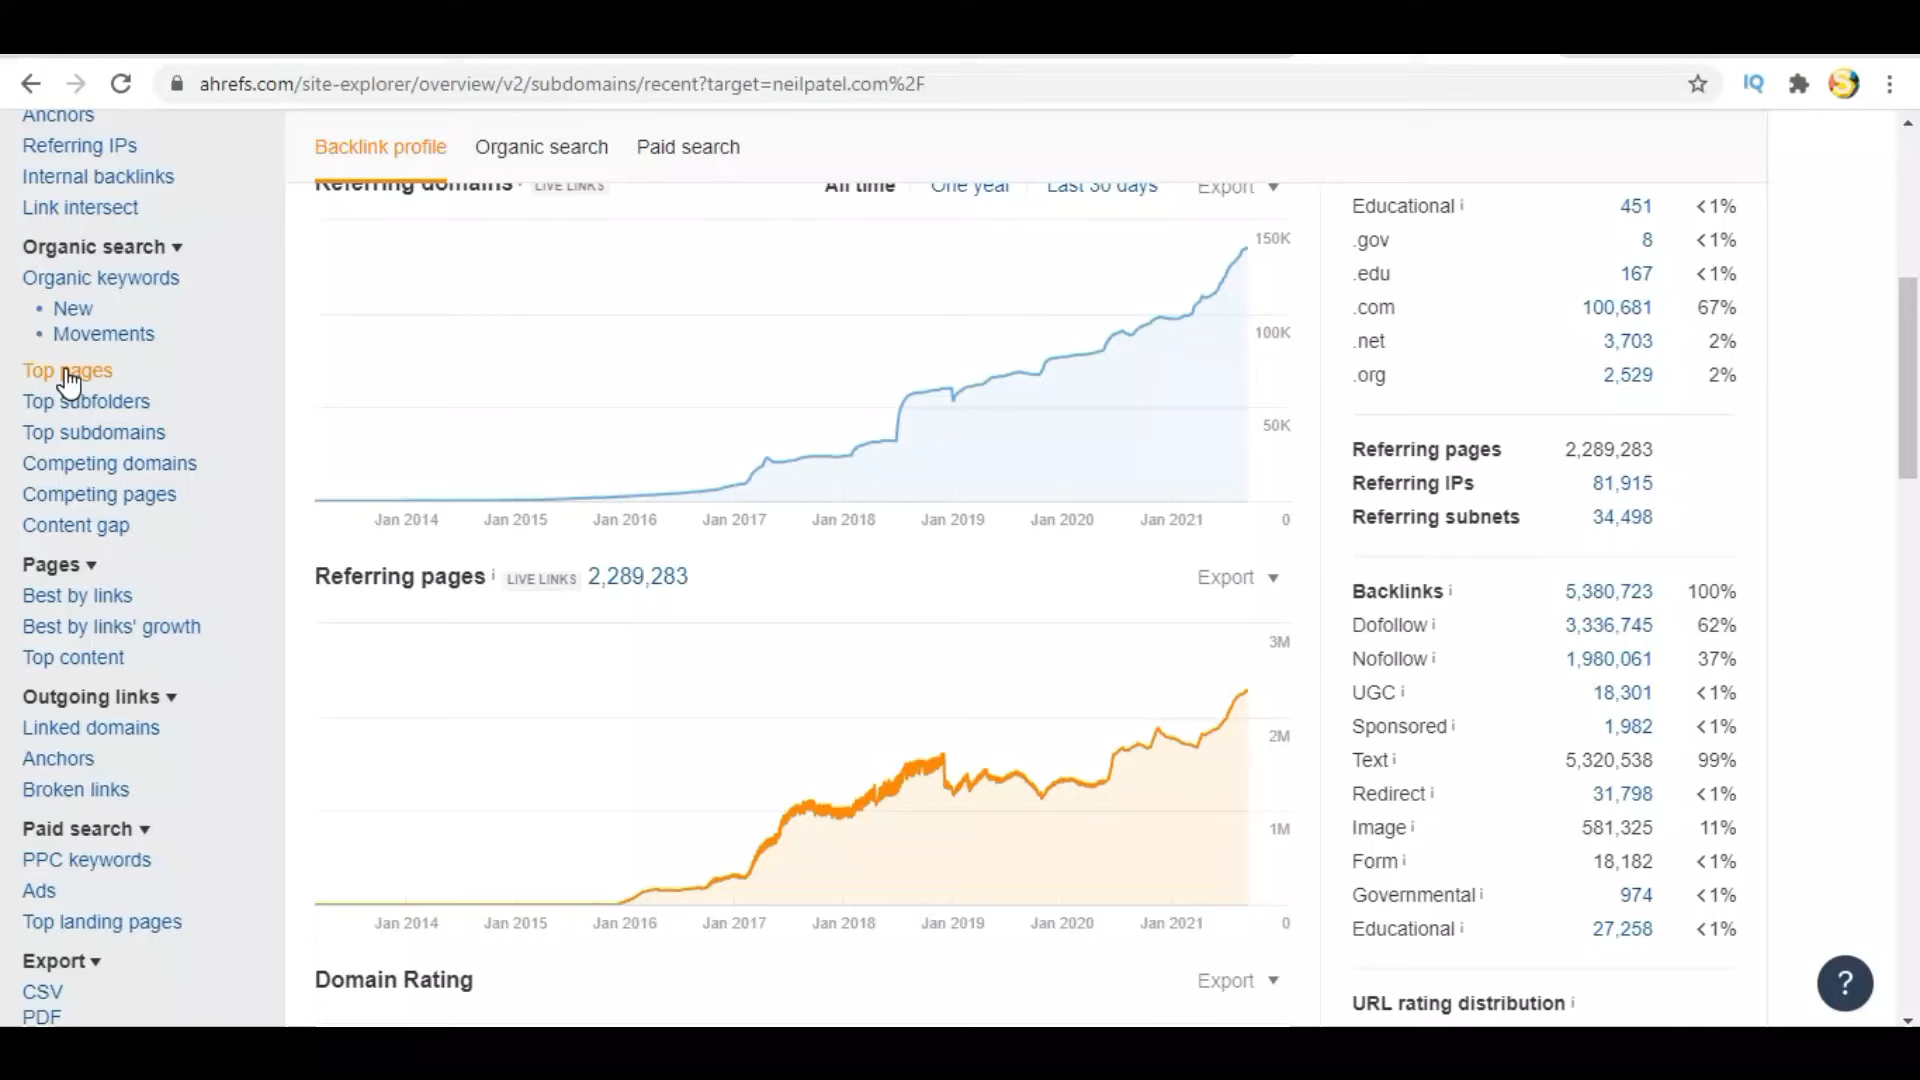 ahrefs.com/site-explorer/overview/v2/subdomains/recent?target=neilpatel.com%2F
IQ
Anchors
Referring IPs
Internal backlinks
Link intersect
Organic search
Organic keywords
• New
• Movements
Top pages
Top subfolders
Top subdomains
Competing domains
Competing pages
Content gap
Pages
Best by links
Best by links' growth
Top content
Outgoing links
Linked domains
Anchors
Broken links
Paid search
PPC keywords
Ads
Top landing pages
Export
CSV
PDF
Backlink profile Organic search Paid search
Referring domains LIVE LINKS All time One year Last 30 days Export
150K
100K
50K
Jan 2014 Jan 2015 Jan 2016 Jan 2017 Jan 2018 Jan 2019 Jan 2020 Jan 2021 0
Referring pages i LIVE LINKS 2,289,283 Export
3M
2M
1M
Jan 2014 Jan 2015 Jan 2016 Jan 2017 Jan 2018 Jan 2019 Jan 2020 Jan 2021 0
Domain Rating Export
Educational i 451 <1%
.gov 8 <1%
.edu 167 <1%
.com 100,681 67%
.net 3,703 2%
.org 2,529 2%
Referring pages 2,289,283
Referring IPs 81,915
Referring subnets 34,498
Backlinks i 5,380,723 100%
Dofollow i 3,336,745 62%
Nofollow i 1,980,061 37%
UGC i 18,301 <1%
Sponsored i 1,982 <1%
Text i 5,320,538 99%
Redirect i 31,798 <1%
Image i 581,325 11%
Form i 18,182 <1%
Governmental i 974 <1%
Educational i 27,258 <1%
URL rating distribution i
?